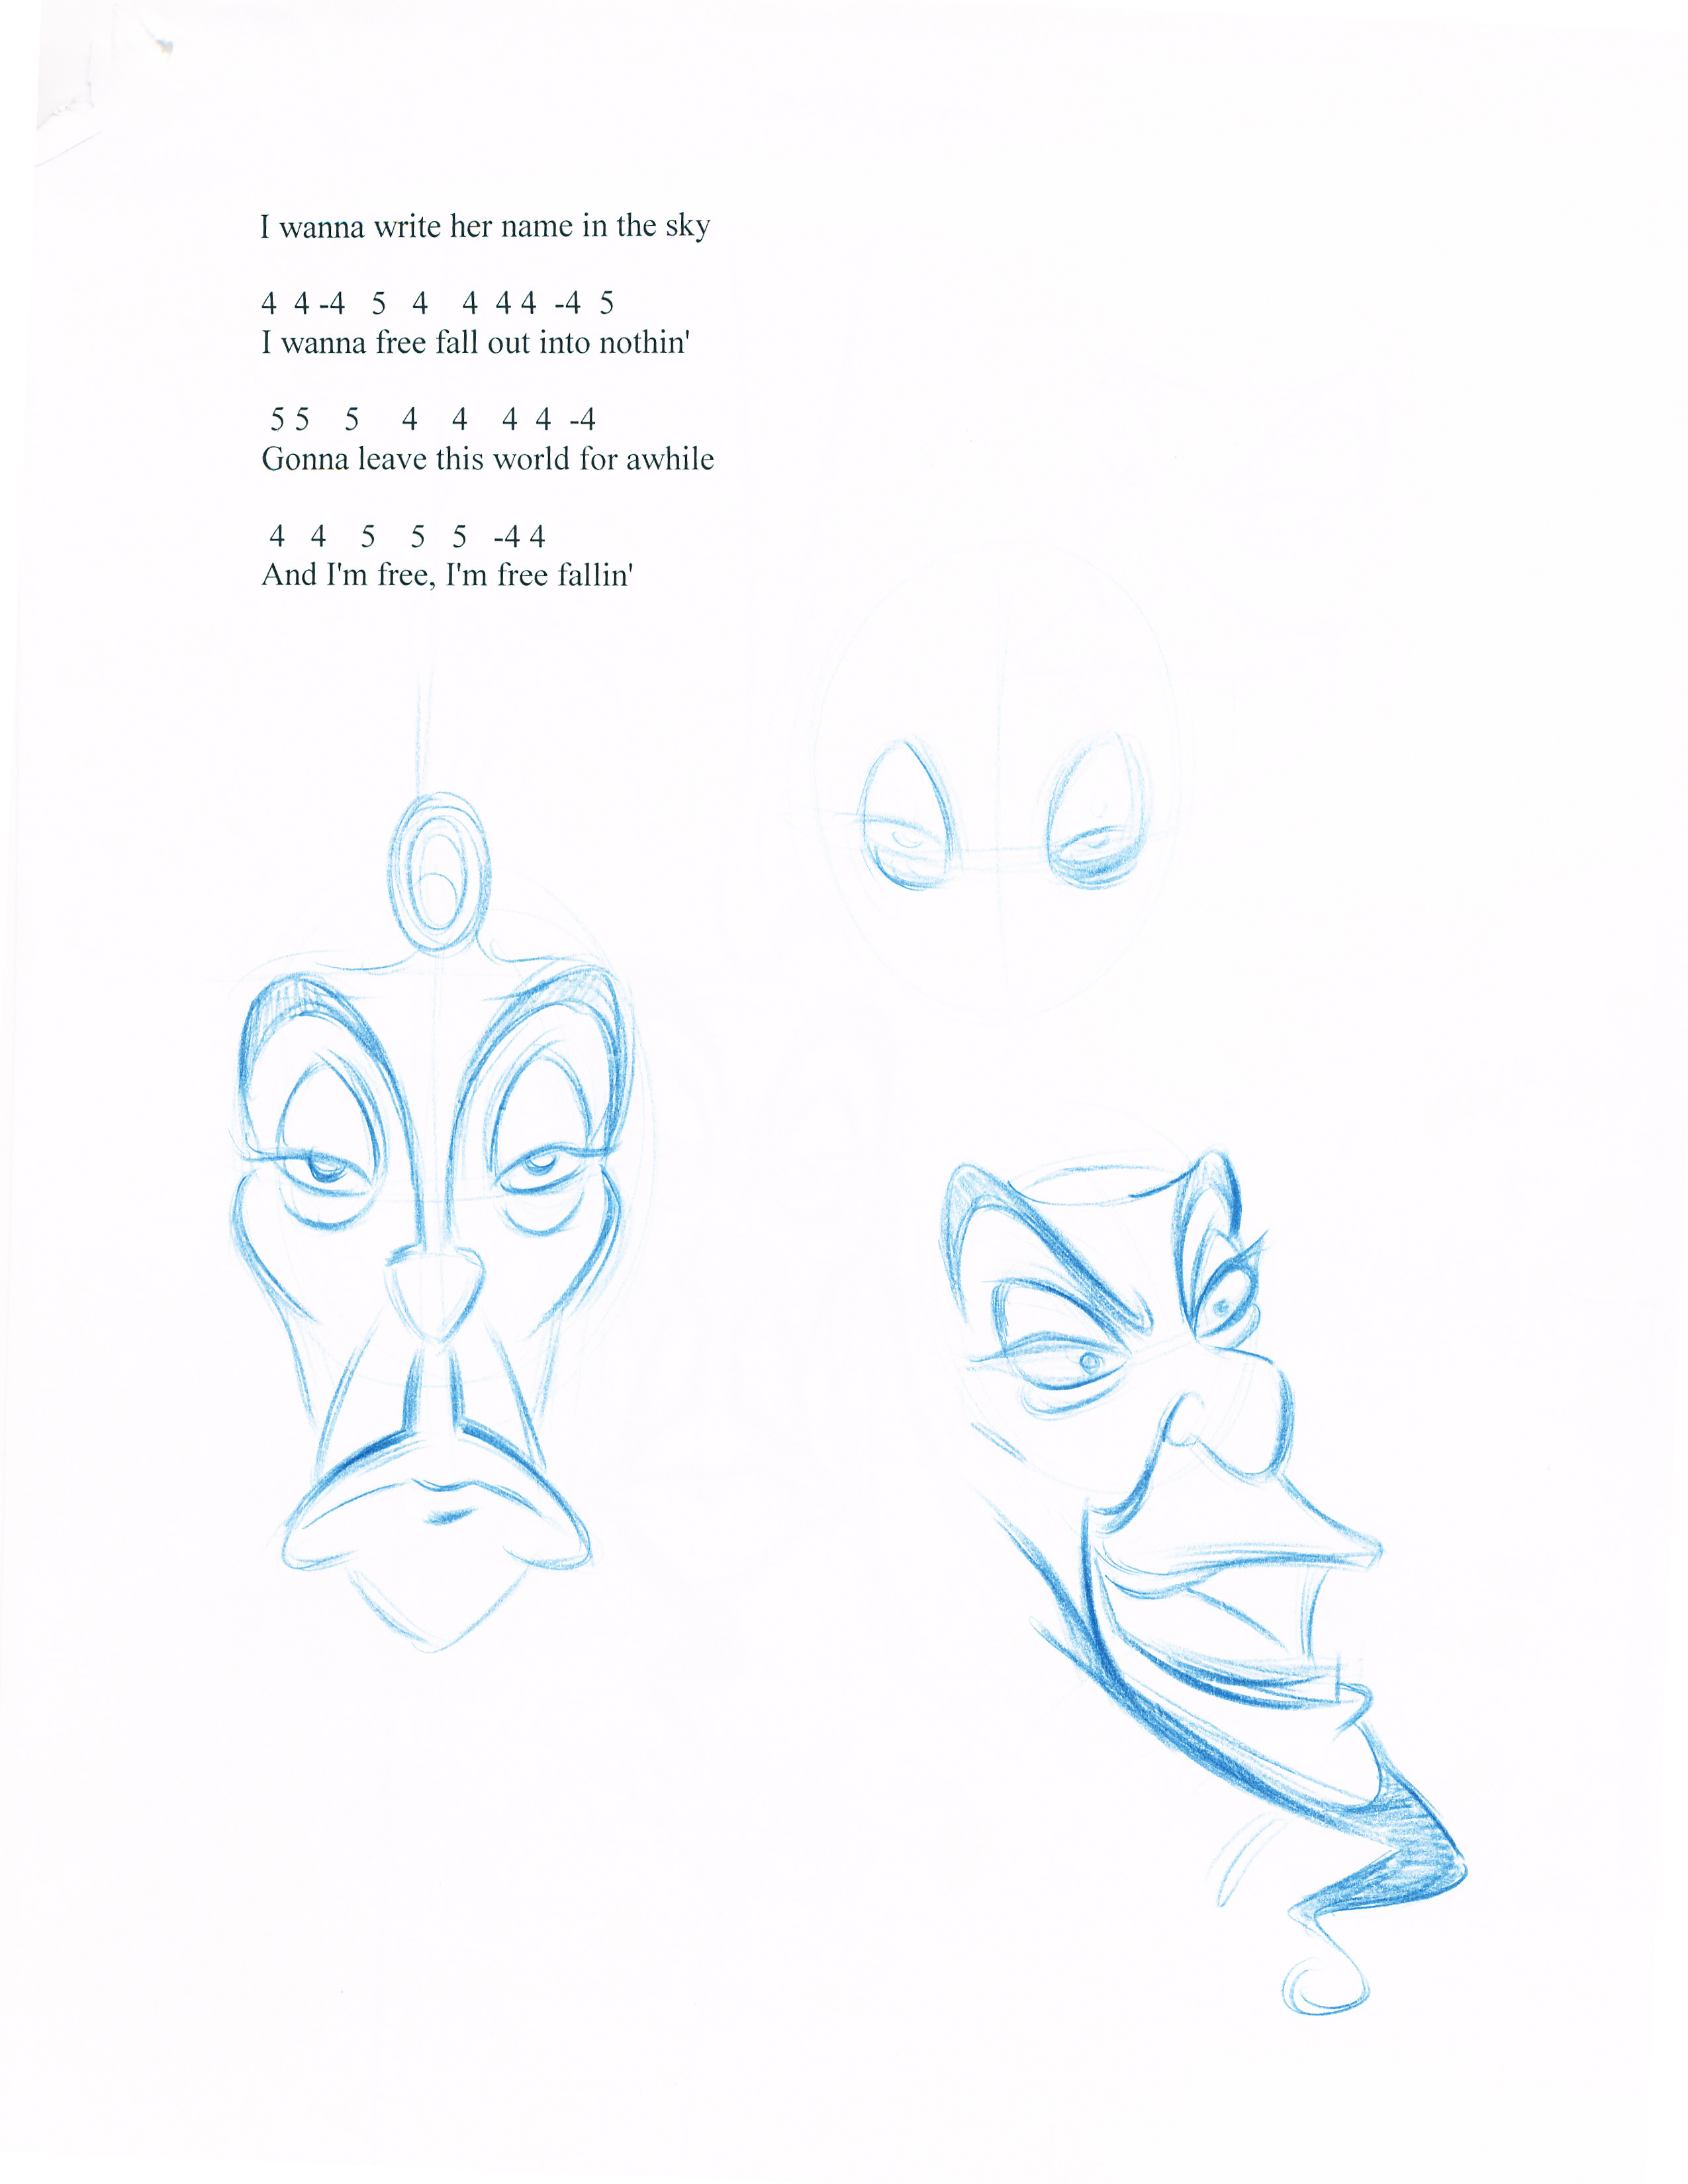 I wanna write her name in the sky
4 4 -4 5 4 4 4 4 -4 5
I wanna free fall out into nothin'
5 5 5 4 4 4 4 -4
Gonna leave this world for awhile
4 4 5 5 5 -4 4
And I'm free, I'm free fallin'